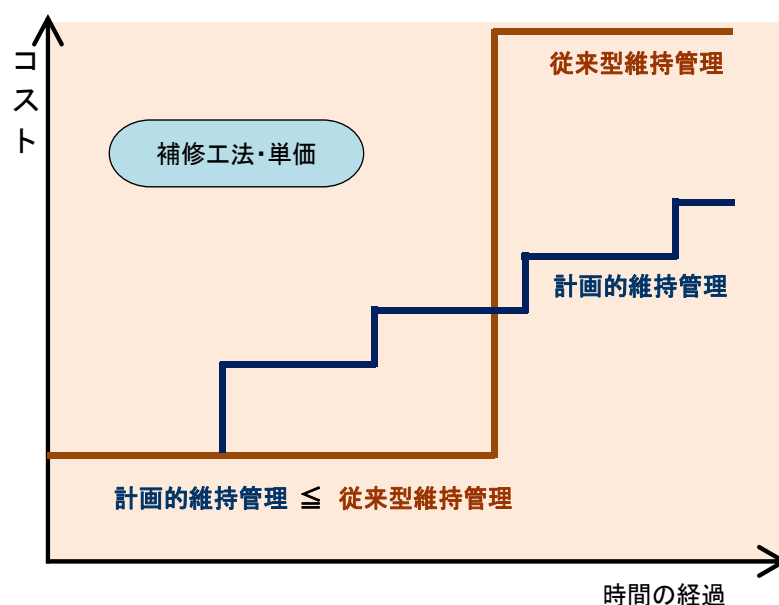 コスト
従来型維持管理
補修工法・単価
計画的維持管理
計画的維持管理 ≦ 従来型維持管理
時間の経過